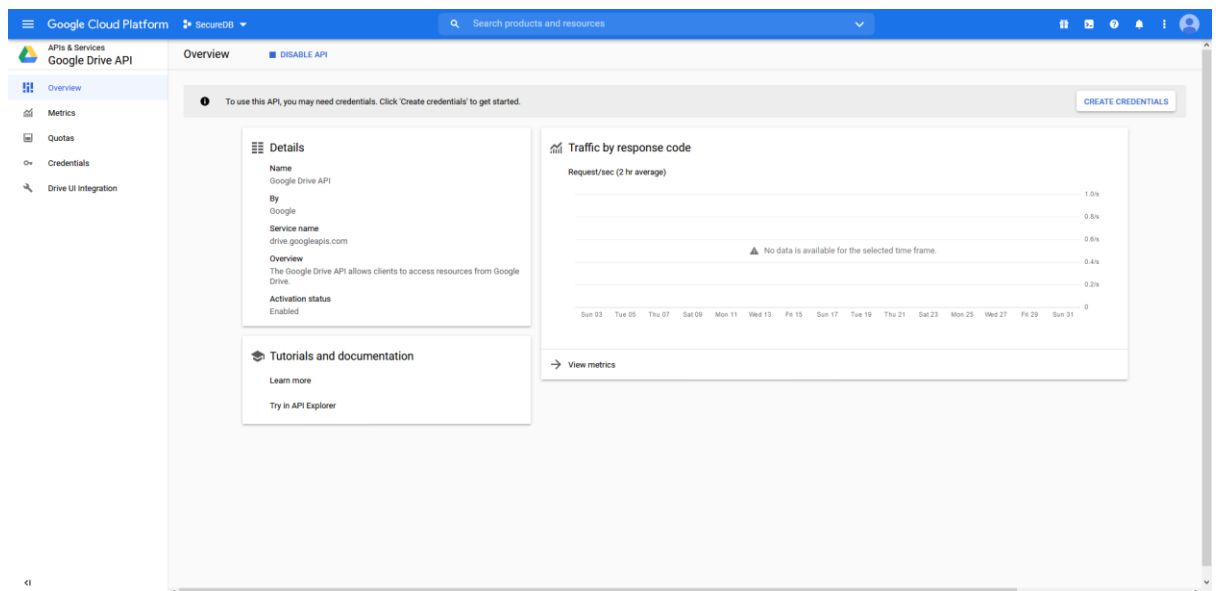 Google Cloud Platform
SecureDB
Search products and resources
APIs & Services
Google Drive API
Overview
Metrics
Quotas
Credentials
Drive UI Integration
Overview
DISABLE API
To use this API, you may need credentials. Click 'Create credentials' to get started.
CREATE CREDENTIALS
Details
Name
Google Drive API
By
Google
Service name
drive.googleapis.com
Overview
The Google Drive API allows clients to access resources from Google
Drive.
Activation status
Enabled
Tutorials and documentation
Learn more
Try in API Explorer
Traffic by response code
Request/sec (2 hr average)
1.0/s
0.8/s
0.6/s
No data is available for the selected time frame.
0.4/s
0.2/s
0
Sun 03 Tue 05 Thu 07 Sat 09 Mon 11 Wed 13 Fri 15 Sun 17 Tue 19 Thu 21 Sat 23 Mon 25 Wed 27 Fri 29 Sun 31
View metrics